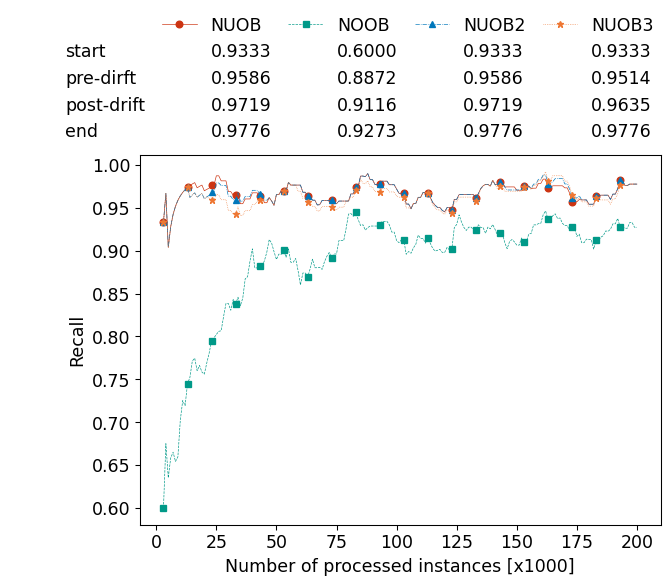 NUOB NOOB NUOB2 NUOB3
start 0.9333 0.6000 0.9333 0.9333
pre-dirft 0.9586 0.8872 0.9586 0.9514
post-drift 0.9719 0.9116 0.9719 0.9635
end 0.9776 0.9273 0.9776 0.9776
1.00
0.95
0.90
0.85
0.80
0.75
0.70
0.65
0.60
Recall
0 25 50 75 100 125 150 175 200
Number of processed instances [x1000]